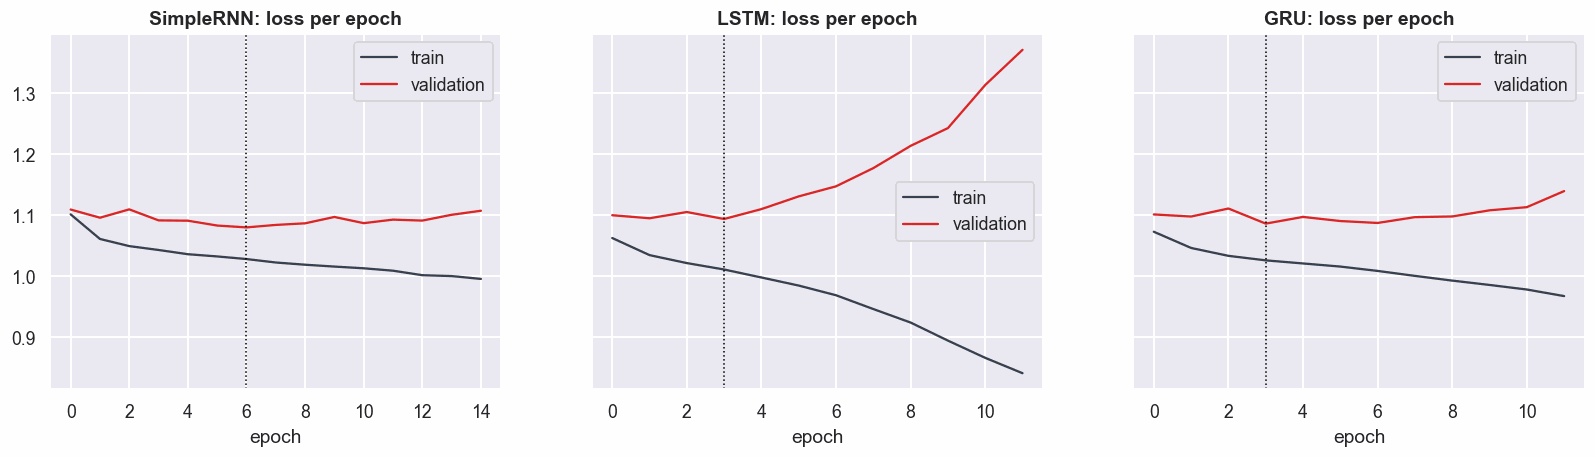 SimpleRNN: loss per epoch
train
validation
1.3
1.2
1.1
1.0
0.9
0 2 4 6 8 10 12 14
epoch
LSTM: loss per epoch
train
validation
0 2 4 6 8 10
epoch
GRU: loss per epoch
train
validation
0 2 4 6 8 10
epoch